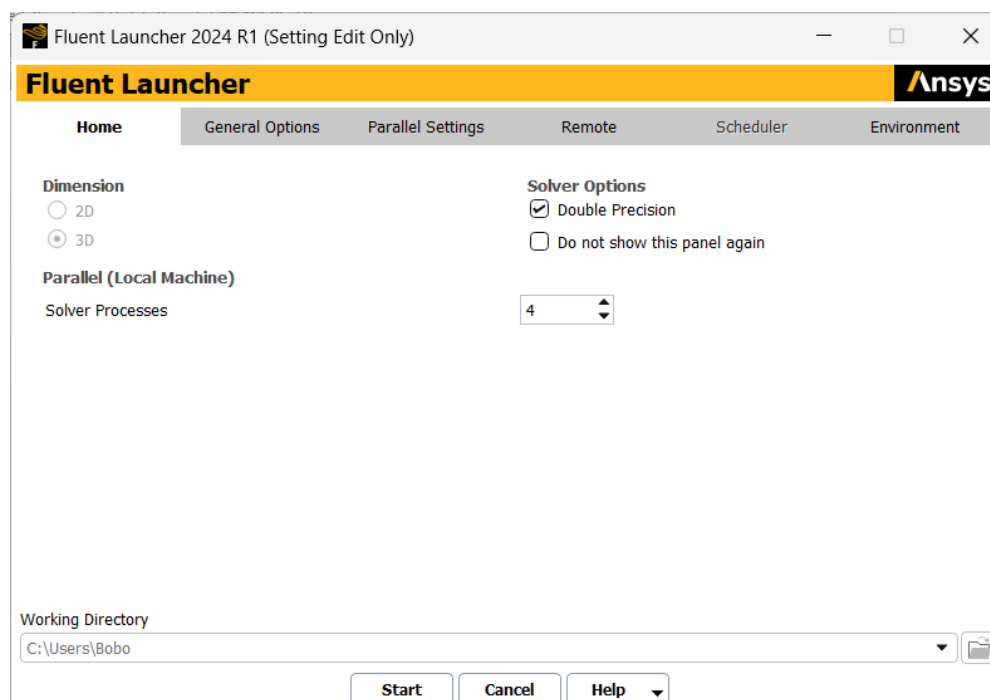 Fluent Launcher 2024 R1 (Setting Edit Only)
Fluent Launcher
Ansys
Home General Options Parallel Settings Remote Scheduler Environment
Dimension
2D
3D
Solver Options
Double Precision
Do not show this panel again
Parallel (Local Machine)
Solver Processes 4
Working Directory
C:\Users\Bobo
Start Cancel Help